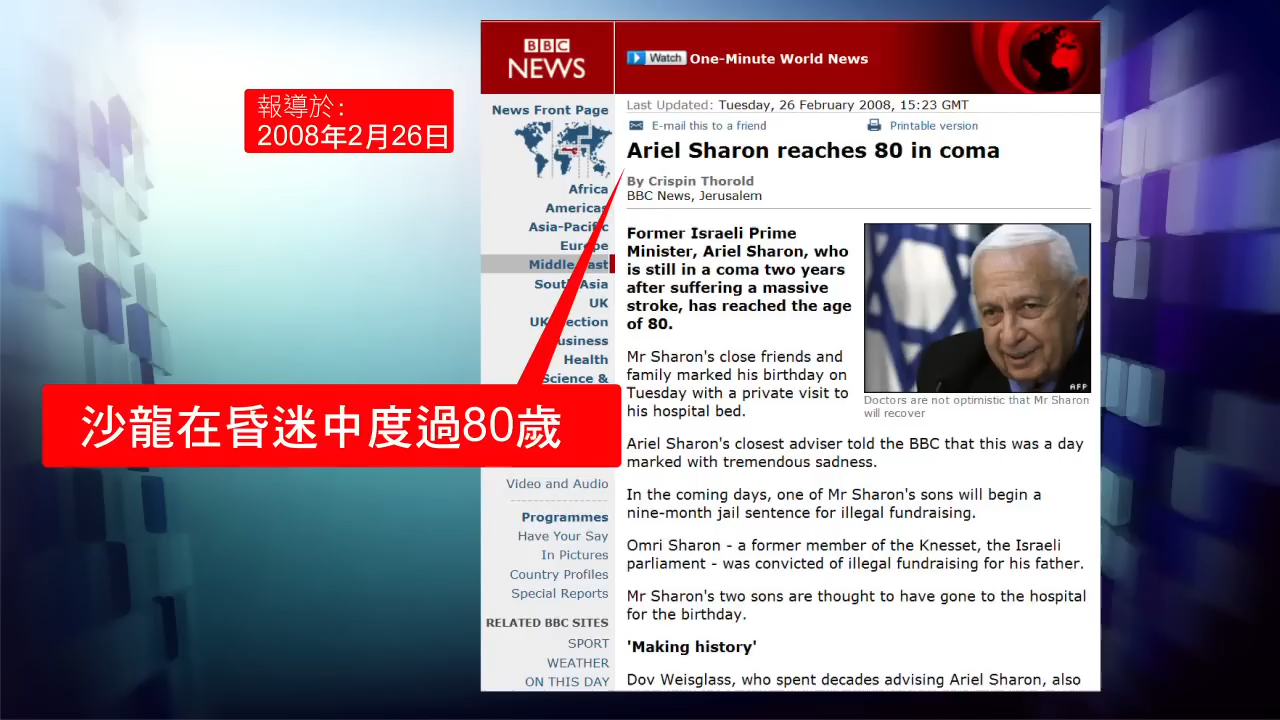 報導於:
2008年2月26日
沙龍在昏迷中度過80歲
BBC
NEWS
Watch One-Minute World News
News Front Page
Africa
Americas
Asia-Pacific
Europe
Middle East
South Asia
UK
Business
Health
Science &
Video and Audio
Programmes
Have Your Say
In Pictures
Country Profiles
Special Reports
RELATED BBC SITES
SPORT
WEATHER
ON THIS DAY
Last Updated: Tuesday, 26 February 2008, 15:23 GMT
E-mail this to a friend
Printable version
Ariel Sharon reaches 80 in coma
By Crispin Thorold
BBC News, Jerusalem
Former Israeli Prime
Minister, Ariel Sharon, who
is still in a coma two years
after suffering a massive
stroke, has reached the age
of 80.
AFP
Doctors are not optimistic that Mr Sharon
will recover
Mr Sharon's close friends and
family marked his birthday on
Tuesday with a private visit to
his hospital bed.
Ariel Sharon's closest adviser told the BBC that this was a day
marked with tremendous sadness.
In the coming days, one of Mr Sharon's sons will begin a
nine-month jail sentence for illegal fundraising.
Omri Sharon - a former member of the Knesset, the Israeli
parliament - was convicted of illegal fundraising for his father.
Mr Sharon's two sons are thought to have gone to the hospital
for the birthday.
'Making history'
Dov Weisglass, who spent decades advising Ariel Sharon, also